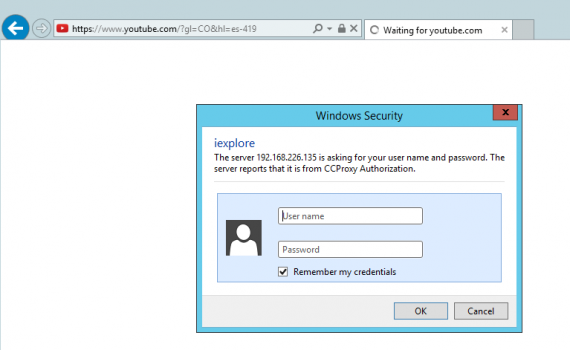 https://www.youtube.com/?gl=CO&hl=es-419
Waiting for youtube.com
Windows Security
iexplore
The server 192.168.226.135 is asking for your user name and password. The
server reports that it is from CCProxy Authorization.
User name
Password
Remember my credentials
OK
Cancel